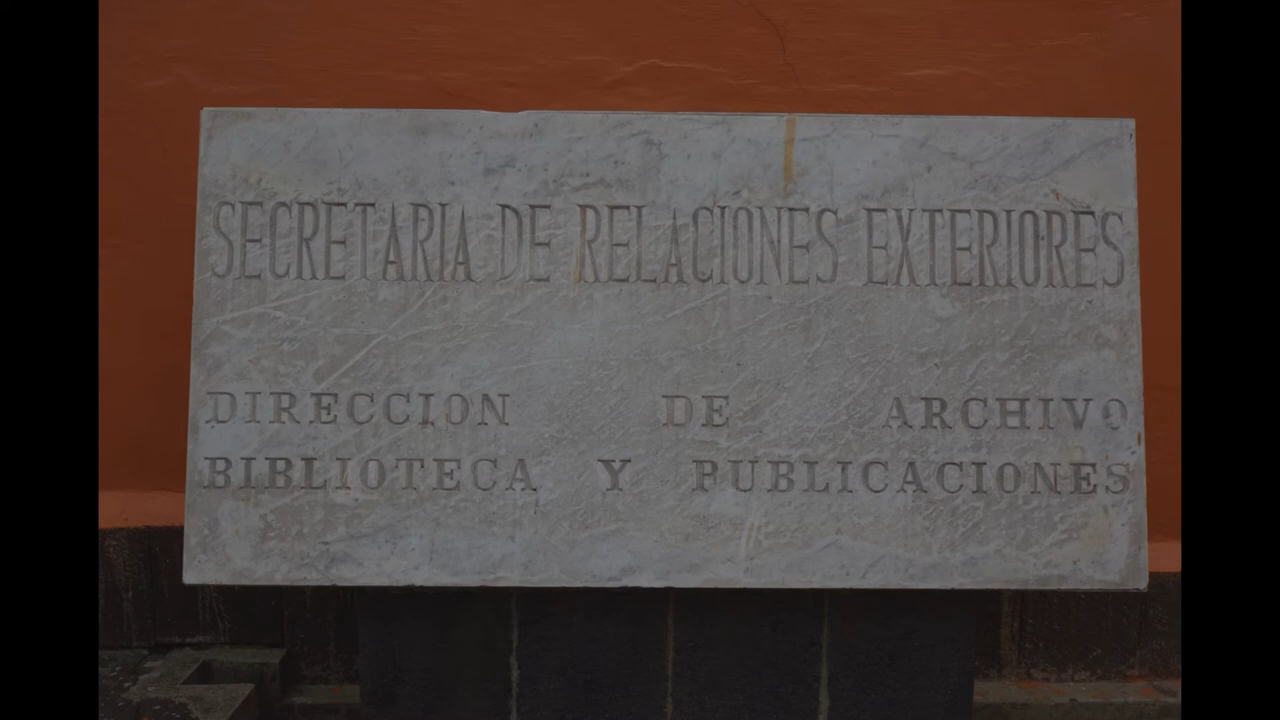 SECRETARIA DE RELACIONES EXTERIORES
DIRECCION DE ARCHIVO
BIBLIOTECA Y PUBLICACIONES